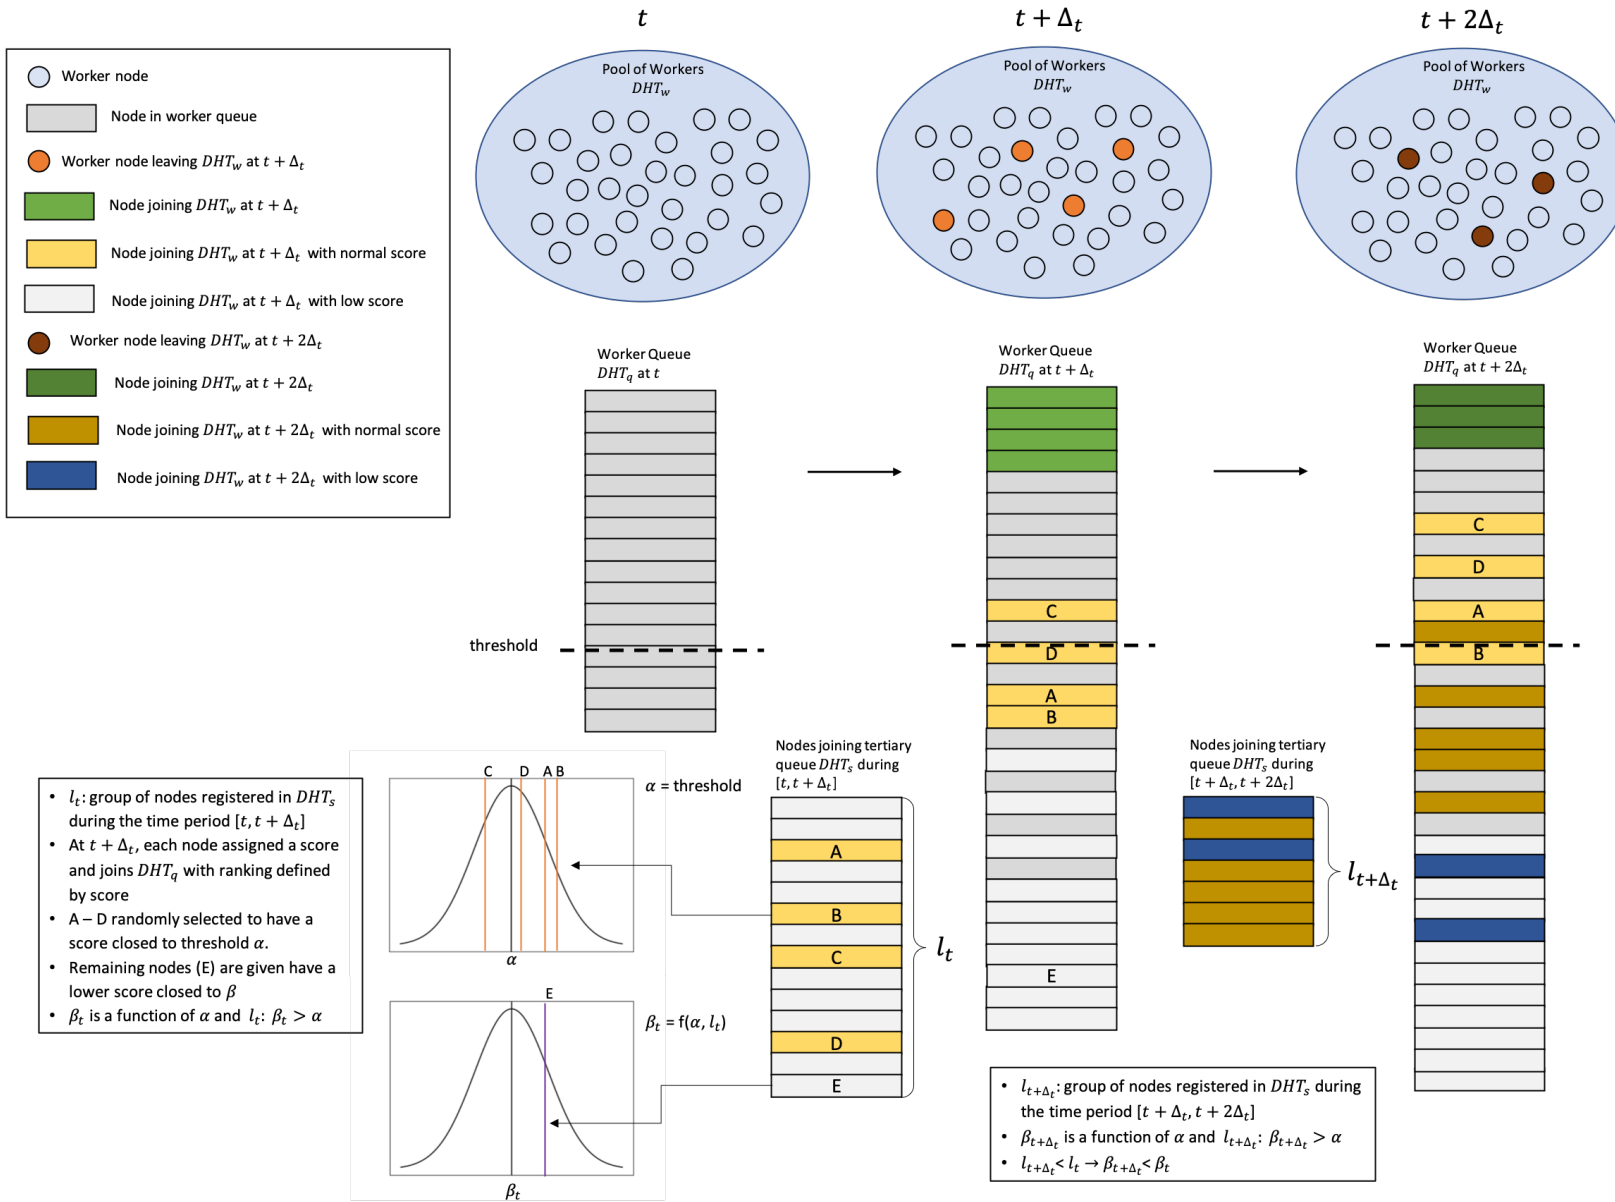 t
t + Δt
t + 2Δt
Worker node
Node in worker queue
Worker node leaving DHTw at t + Δt
Node joining DHTw at t + Δt
Node joining DHTw at t + Δt with normal score
Node joining DHTw at t + Δt with low score
Worker node leaving DHTw at t + 2Δt
Node joining DHTw at t + 2Δt
Node joining DHTw at t + 2Δt with normal score
Node joining DHTw at t + 2Δt with low score
Pool of Workers
DHTw
Pool of Workers
DHTw
Pool of Workers
DHTw
Worker Queue
DHTq at t
Worker Queue
DHTq at t + Δt
Worker Queue
DHTq at t + 2Δt
threshold
C
D
A
B
E
C
D
A
B
Nodes joining tertiary
queue DHTs during
[t, t + Δt]
A
B
C
D
E
lt
Nodes joining tertiary
queue DHTs during
[t + Δt, t + 2Δt]
lt+Δt
C D A B
α = threshold
α
E
βt = f(α, lt)
βt
• lt: group of nodes registered in DHTs
during the time period [t, t + Δt]
• At t + Δt, each node assigned a score
and joins DHTq with ranking defined
by score
• A – D randomly selected to have a
score closed to threshold α.
• Remaining nodes (E) are given have a
lower score closed to β
• βt is a function of α and lt: βt > α
• lt+Δt: group of nodes registered in DHTs during
the time period [t + Δt, t + 2Δt]
• βt+Δt is a function of α and lt+Δt: βt+Δt > α
• lt+Δt< lt → βt+Δt< βt